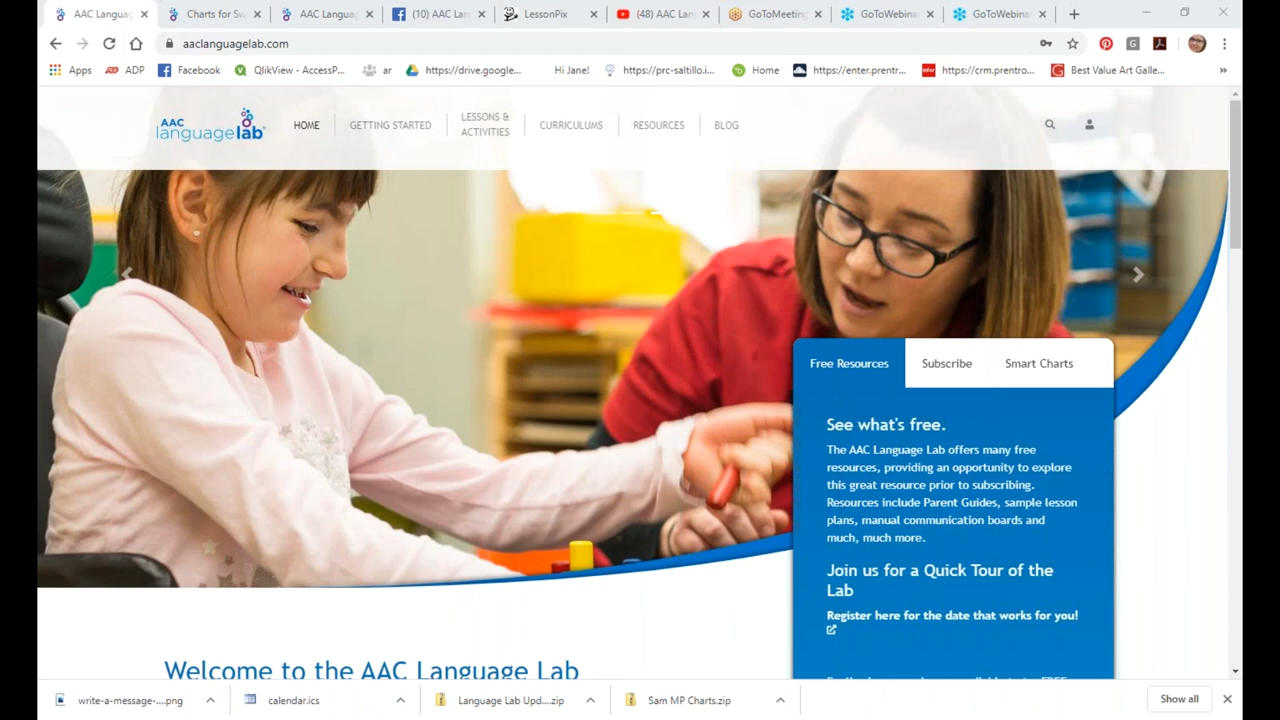 AAC Languag
Charts for Sw
AAC Languag
(10) AAC Lan
LessonPix
(48) AAC Lan
GoToMeeting
GoToWebina
GoToWebina
aaclanguagelab.com
Apps
ADP
Facebook
QlikView - AccessP...
ar
https://drive.google...
Hi Jane!
https://prc-saltillo.i...
Home
https://enter.prentr...
https://crm.prentro...
Best Value Art Galle...
»
AAC
languagelab
HOME
GETTING STARTED
LESSONS &
ACTIVITIES
CURRICULUMS
RESOURCES
BLOG
Free Resources
Subscribe
Smart Charts
See what's free.
The AAC Language Lab offers many free
resources, providing an opportunity to explore
this great resource prior to subscribing.
Resources include Parent Guides, sample lesson
plans, manual communication boards and
much, much more.
Join us for a Quick Tour of the
Lab
Register here for the date that works for you!
Welcome to the AAC Language Lab
write-a-message-....png
calendar.ics
Language Lab Upd....zip
Sam MP Charts.zip
Show all